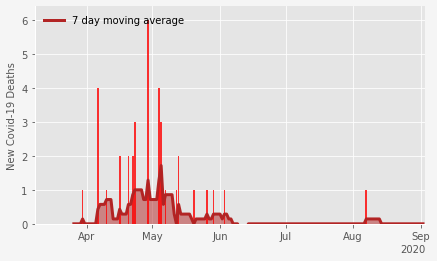 7 day moving average
New Covid-19 Deaths
6
5
4
3
2
1
0
Apr
May
Jun
Jul
Aug
Sep
2020